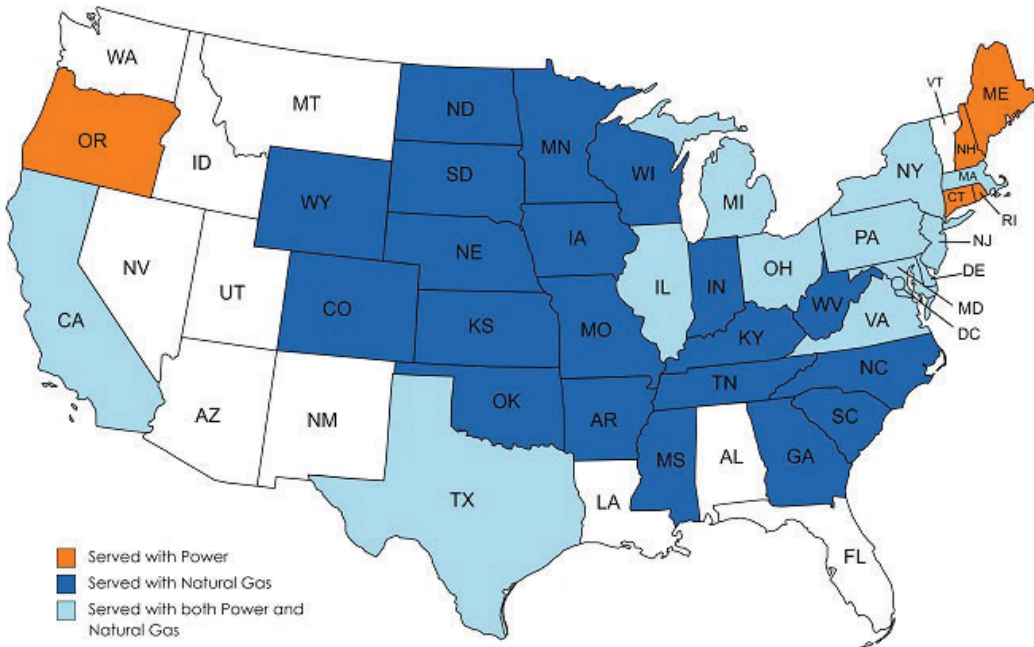 WA
VT
ME
MT
ND
OR
MN
NH
ID
SD
WI
NY
MA
WY
MI
CT
RI
IA
PA
NJ
NE
NV
OH
DE
UT
IL
IN
CA
CO
WV
MD
KS
MO
VA
DC
KY
NC
TN
OK
AZ
NM
AR
SC
MS
AL
GA
TX
LA
FL
Served with Power
Served with Natural Gas
Served with both Power and
Natural Gas